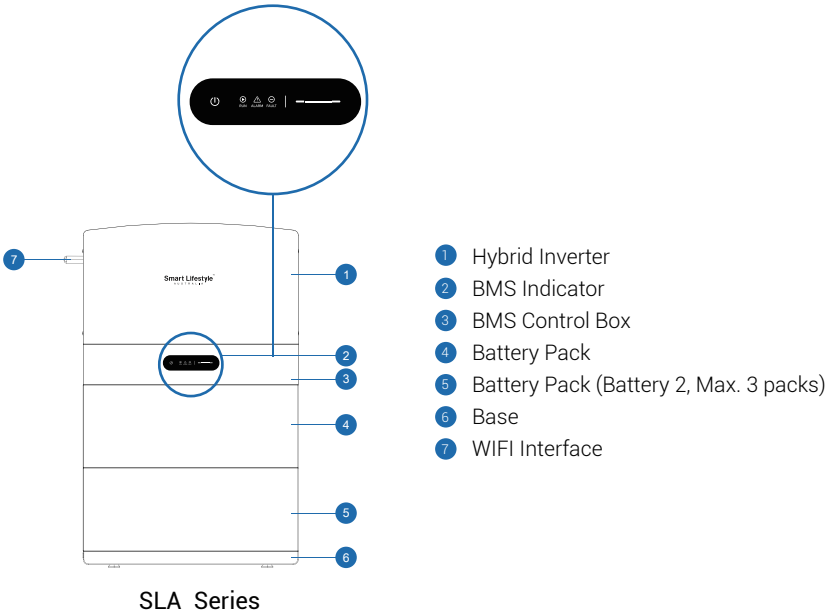 RUN ALARM FAULT
7
Smart Lifestyle™
AUSTRALIA
1
2
3
4
5
6
SLA Series
1 Hybrid Inverter
2 BMS Indicator
3 BMS Control Box
4 Battery Pack
5 Battery Pack (Battery 2, Max. 3 packs)
6 Base
7 WIFI Interface